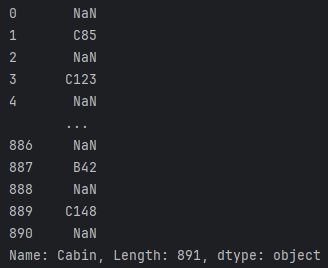 0       NaN
1       C85
2       NaN
3      C123
4       NaN
       ...
886     NaN
887     B42
888     NaN
889    C148
890     NaN
Name: Cabin, Length: 891, dtype: object